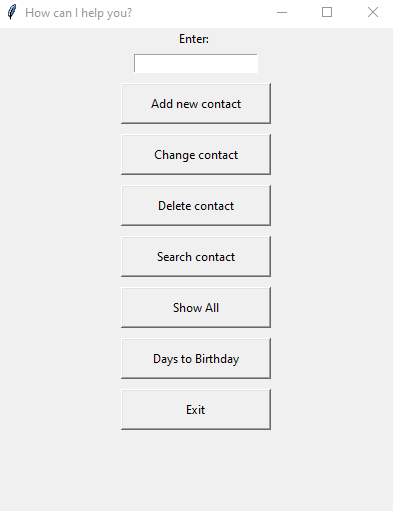 How can I help you?
Enter:
Add new contact
Change contact
Delete contact
Search contact
Show All
Days to Birthday
Exit